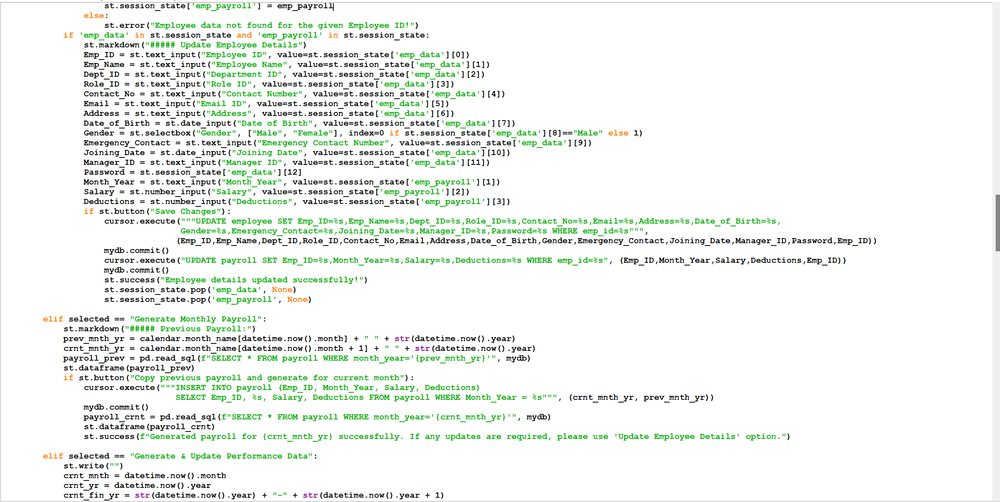 st.session_state['emp_payroll'] = emp_payroll
else:
st.error("Employee data not found for the given Employee ID!")
if 'emp_data' in st.session_state and 'emp_payroll' in st.session_state:
st.markdown("##### Update Employee Details")
Emp_ID = st.text_input("Employee ID", value=st.session_state['emp_data'][0])
Emp_Name = st.text_input("Employee Name", value=st.session_state['emp_data'][1])
Dept_ID = st.text_input("Department ID", value=st.session_state['emp_data'][2])
Role_ID = st.text_input("Role ID", value=st.session_state['emp_data'][3])
Contact_No = st.text_input("Contact Number", value=st.session_state['emp_data'][4])
Email = st.text_input("Email ID", value=st.session_state['emp_data'][5])
Address = st.text_input("Address", value=st.session_state['emp_data'][6])
Date_of_Birth = st.date_input("Date of Birth", value=st.session_state['emp_data'][7])
Gender = st.selectbox("Gender", ["Male", "Female"], index=0 if st.session_state['emp_data'][8]=="Male" else 1)
Emergency_Contact = st.text_input("Emergency Contact Number", value=st.session_state['emp_data'][9])
Joining_Date = st.date_input("Joining Date", value=st.session_state['emp_data'][10])
Manager_ID = st.text_input("Manager ID", value=st.session_state['emp_data'][11])
Password = st.session_state['emp_data'][12]
Month_Year = st.text_input("Month_Year", value=st.session_state['emp_payroll'][1])
Salary = st.number_input("Salary", value=st.session_state['emp_payroll'][2])
Deductions = st.number_input("Deductions", value=st.session_state['emp_payroll'][3])
if st.button("Save Changes"):
cursor.execute("""UPDATE employee SET Emp_ID=%s,Emp_Name=%s,Dept_ID=%s,Role_ID=%s,Contact_No=%s,Email=%s,Address=%s,Date_of_Birth=%s,
Gender=%s,Emergency_Contact=%s,Joining_Date=%s,Manager_ID=%s,Password=%s WHERE emp_id=%s""",
(Emp_ID,Emp_Name,Dept_ID,Role_ID,Contact_No,Email,Address,Date_of_Birth,Gender,Emergency_Contact,Joining_Date,Manager_ID,Password,Emp_ID))
mydb.commit()
cursor.execute("UPDATE payroll SET Emp_ID=%s,Month_Year=%s,Salary=%s,Deductions=%s WHERE emp_id=%s", (Emp_ID,Month_Year,Salary,Deductions,Emp_ID))
mydb.commit()
st.success("Employee details updated successfully!")
st.session_state.pop('emp_data', None)
st.session_state.pop('emp_payroll', None)
elif selected == "Generate Monthly Payroll":
st.markdown("##### Previous Payroll:")
prev_mnth_yr = calendar.month_name[datetime.now().month] + " " + str(datetime.now().year)
crnt_mnth_yr = calendar.month_name[datetime.now().month + 1] + " " + str(datetime.now().year)
payroll_prev = pd.read_sql(f"SELECT * FROM payroll WHERE month_year='{prev_mnth_yr}'", mydb)
st.dataframe(payroll_prev)
if st.button("Copy previous payroll and generate for current month"):
cursor.execute("""INSERT INTO payroll (Emp_ID, Month_Year, Salary, Deductions)
SELECT Emp_ID, %s, Salary, Deductions FROM payroll WHERE Month_Year = %s""", (crnt_mnth_yr, prev_mnth_yr))
mydb.commit()
payroll_crnt = pd.read_sql(f"SELECT * FROM payroll WHERE month_year='{crnt_mnth_yr}'", mydb)
st.dataframe(payroll_crnt)
st.success(f"Generated payroll for {crnt_mnth_yr} successfully. If any updates are required, please use 'Update Employee Details' option.")
elif selected == "Generate & Update Performance Data":
st.write("")
crnt_mnth = datetime.now().month
crnt_yr = datetime.now().year
crnt_fin_yr = str(datetime.now().year) + "-" + str(datetime.now().year + 1)